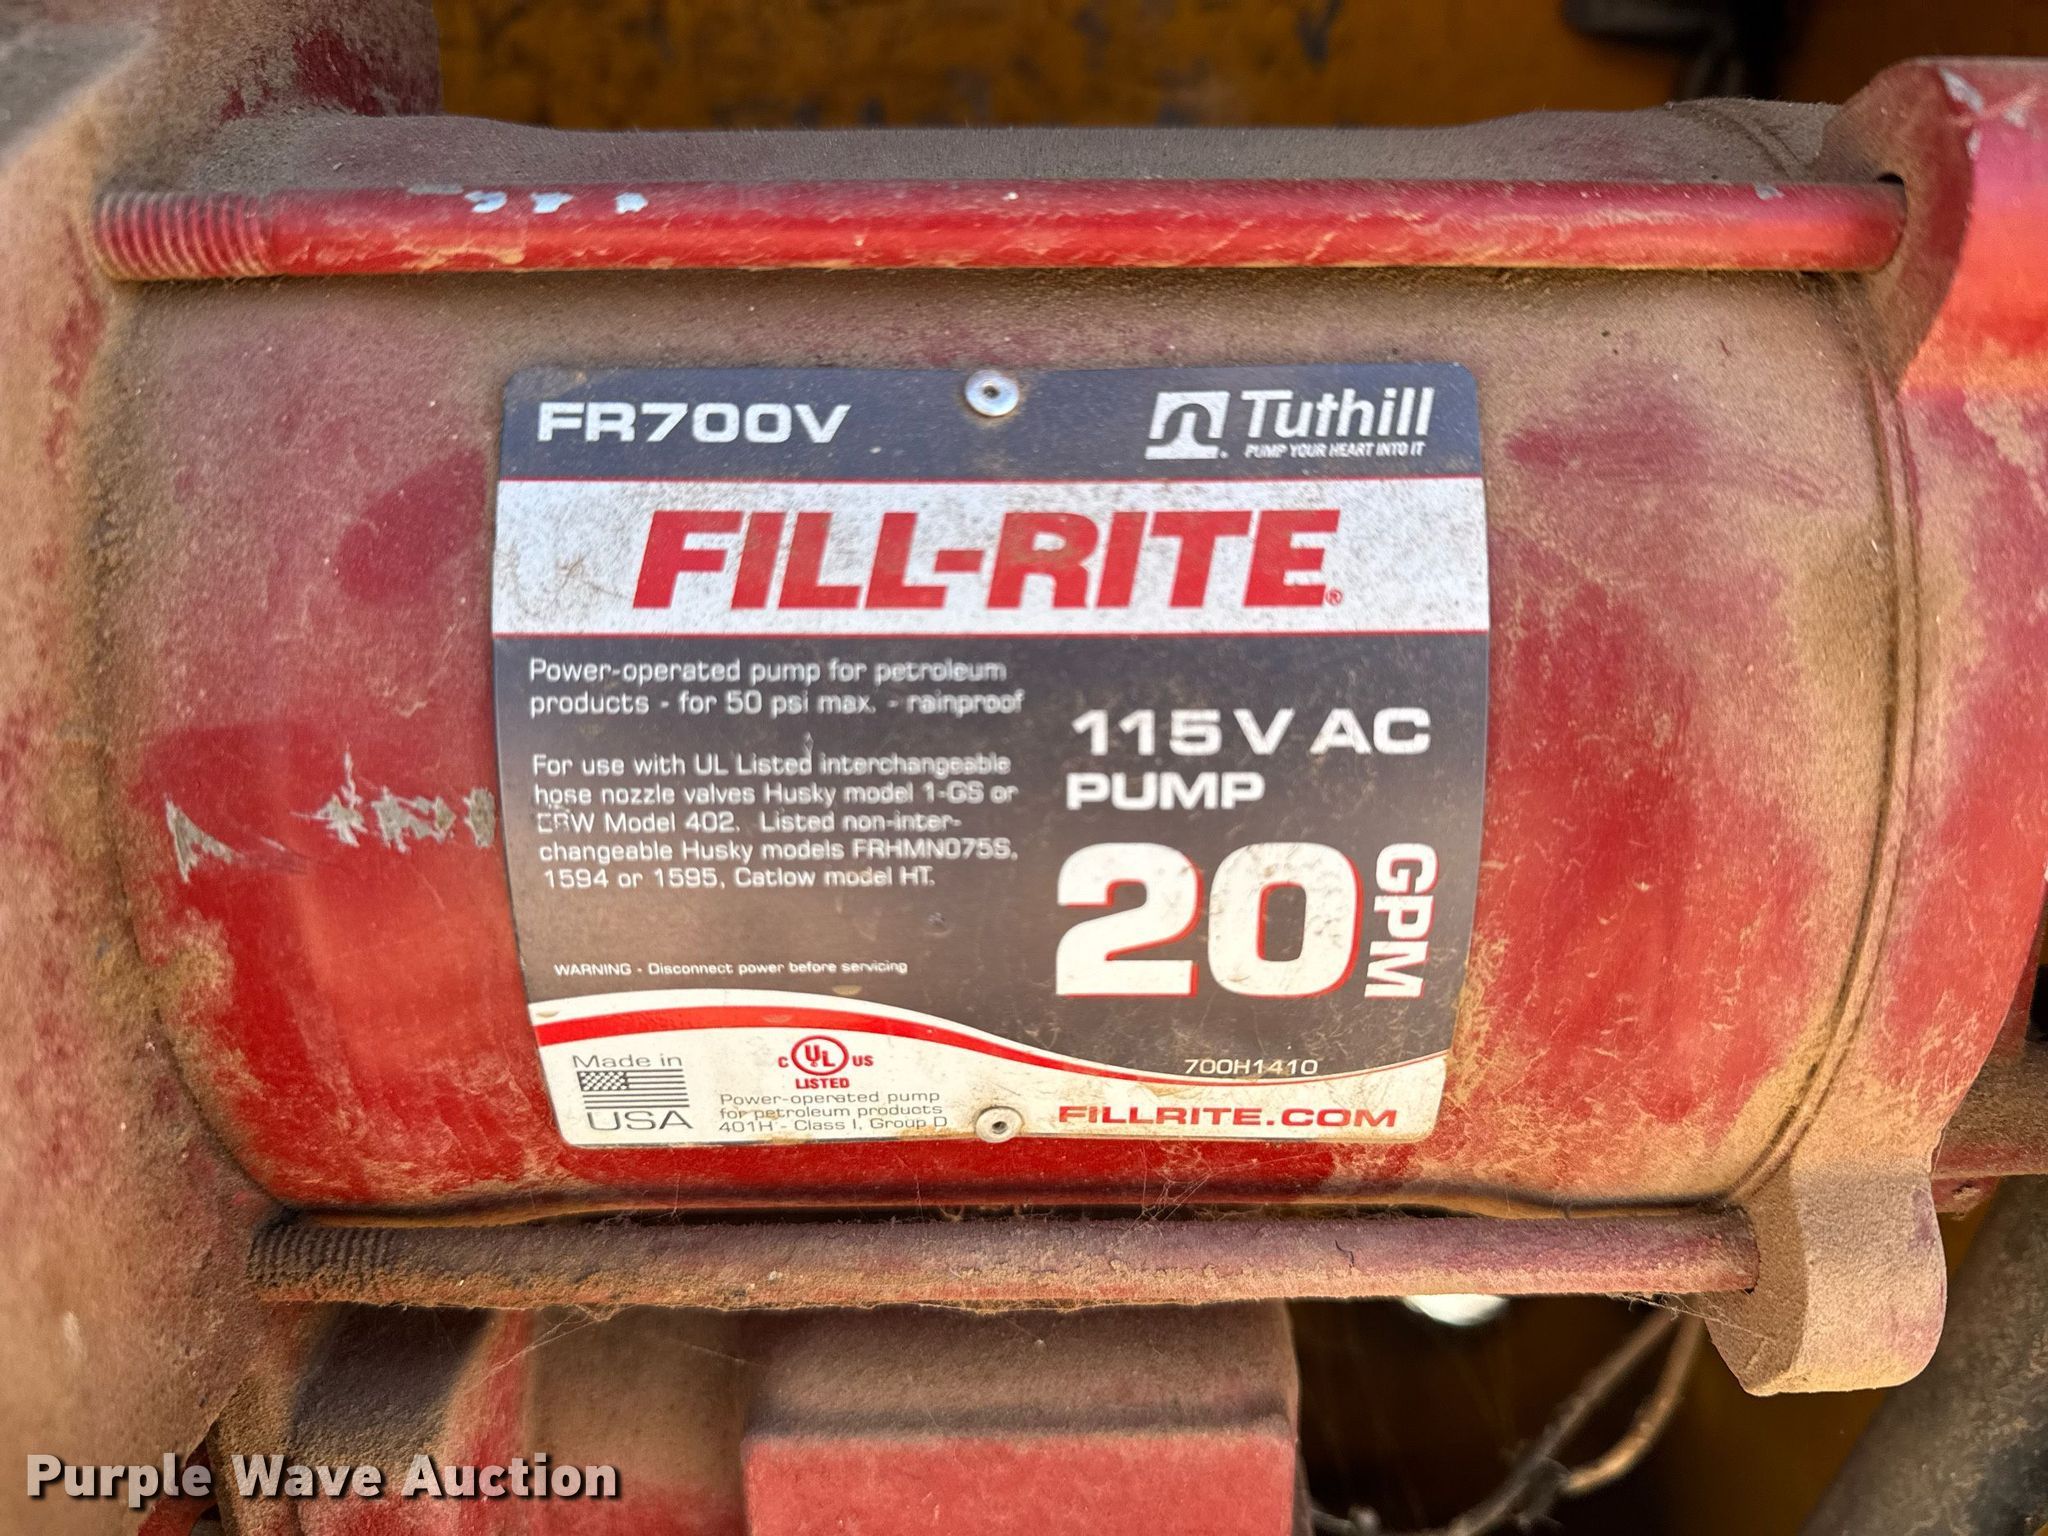 FR700V
Tuthill
PUMP YOUR HEART INTO IT
FILL-RITE®
Power-operated pump for petroleum
products - for 50 psi max. - rainproof
For use with UL Listed interchangeable
hose nozzle valves Husky model 1-GS or
Model 402. Listed non-inter-
changeable Husky models FRHMN075S,
1594 or 1595, Catlow model HT.
WARNING - Disconnect power before servicing
115 V AC
PUMP
20
GPM
Made in
USA
C UL US
LISTED
Power-operated pump
for petroleum products
401H - Class I, Group D
700H1410
FILLRITE.COM
Purple Wave Auction